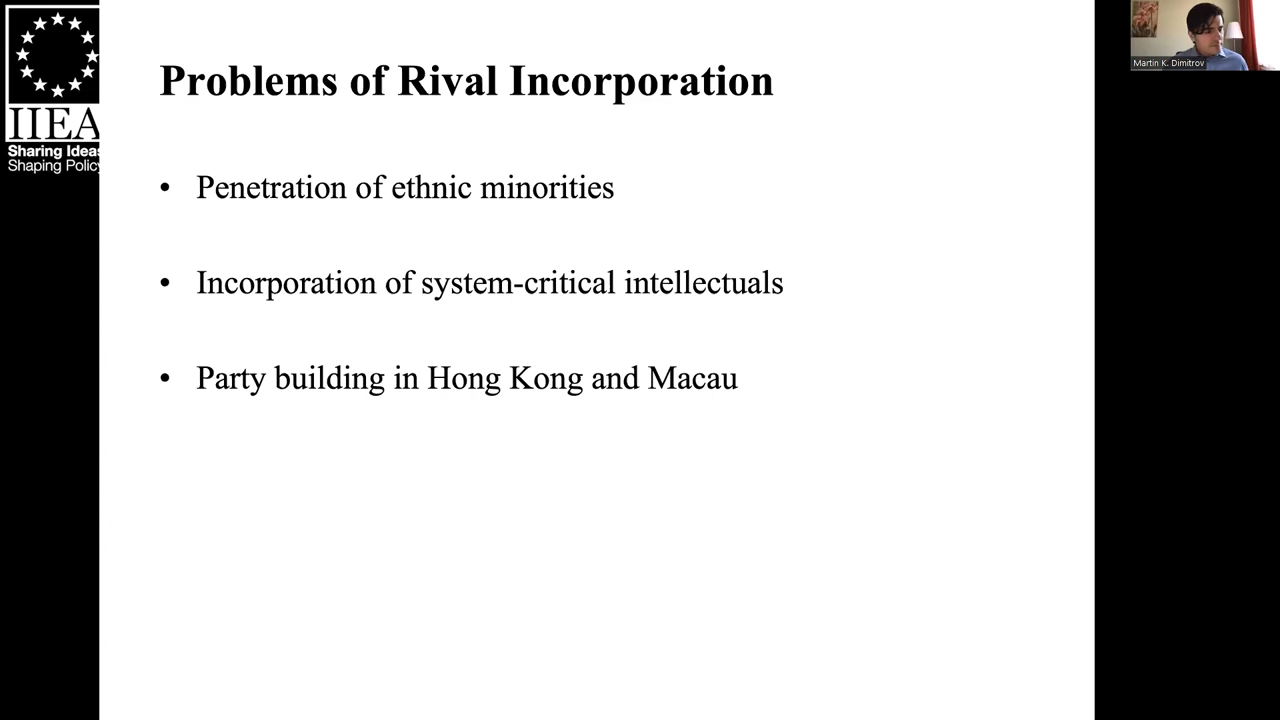 IIEA
Sharing Ideas
Shaping Policy
Problems of Rival Incorporation
• Penetration of ethnic minorities
• Incorporation of system-critical intellectuals
• Party building in Hong Kong and Macau
Martin K. Dimitrov